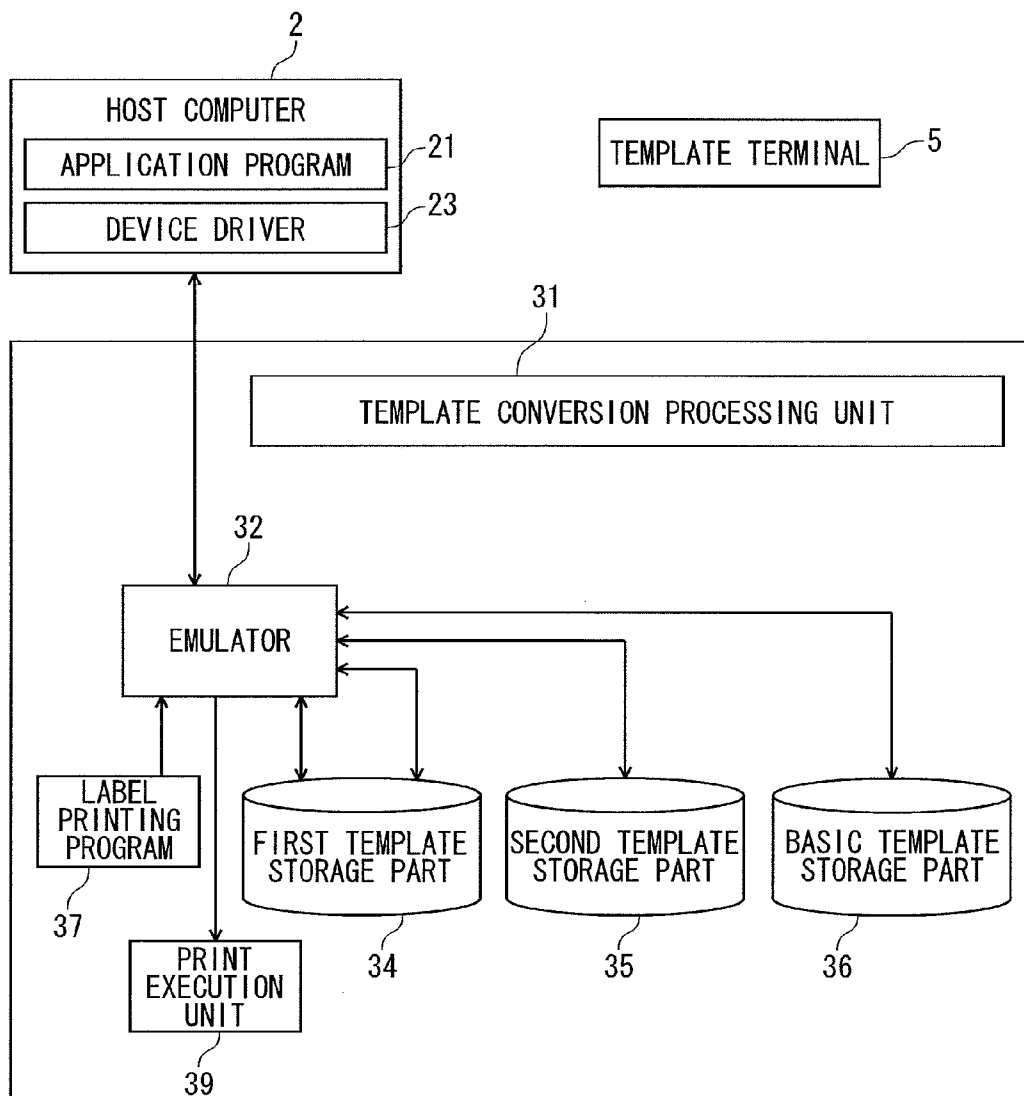 2
HOST COMPUTER
APPLICATION PROGRAM
21
DEVICE DRIVER
23
TEMPLATE TERMINAL
5
31
TEMPLATE CONVERSION PROCESSING UNIT
32
EMULATOR
LABEL
PRINTING
PROGRAM
37
FIRST TEMPLATE
STORAGE PART
34
SECOND TEMPLATE
STORAGE PART
35
BASIC TEMPLATE
STORAGE PART
36
PRINT
EXECUTION
UNIT
39